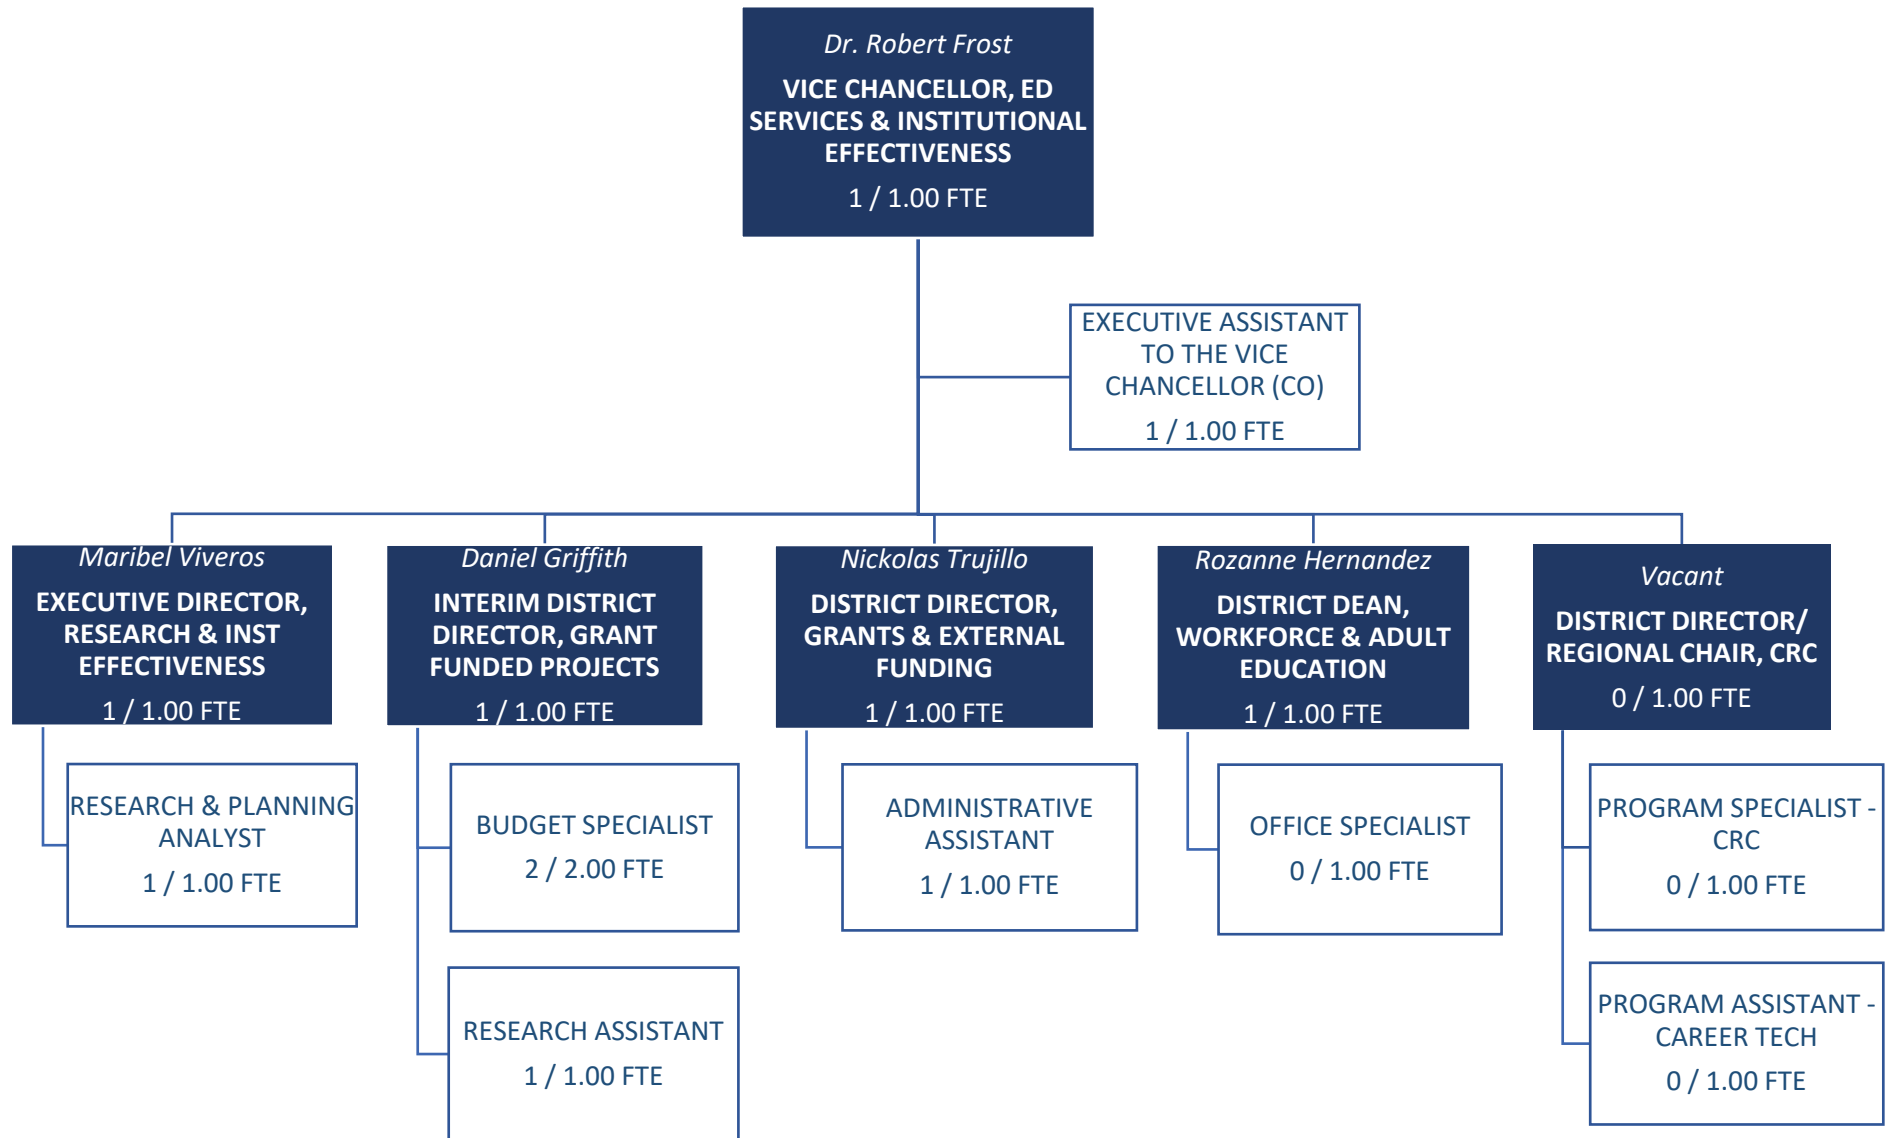 Dr. Robert Frost
VICE CHANCELLOR, ED
SERVICES & INSTITUTIONAL
EFFECTIVENESS
1 / 1.00 FTE
EXECUTIVE ASSISTANT
TO THE VICE
CHANCELLOR (CO)
1 / 1.00 FTE
Maribel Viveros
EXECUTIVE DIRECTOR,
RESEARCH & INST
EFFECTIVENESS
1 / 1.00 FTE
Daniel Griffith
INTERIM DISTRICT
DIRECTOR, GRANT
FUNDED PROJECTS
1 / 1.00 FTE
Nickolas Trujillo
DISTRICT DIRECTOR,
GRANTS & EXTERNAL
FUNDING
1 / 1.00 FTE
Rozanne Hernandez
DISTRICT DEAN,
WORKFORCE & ADULT
EDUCATION
1 / 1.00 FTE
Vacant
DISTRICT DIRECTOR/
REGIONAL CHAIR, CRC
0 / 1.00 FTE
RESEARCH & PLANNING
ANALYST
1 / 1.00 FTE
BUDGET SPECIALIST
2 / 2.00 FTE
ADMINISTRATIVE
ASSISTANT
1 / 1.00 FTE
OFFICE SPECIALIST
0 / 1.00 FTE
PROGRAM SPECIALIST -
CRC
0 / 1.00 FTE
RESEARCH ASSISTANT
1 / 1.00 FTE
PROGRAM ASSISTANT -
CAREER TECH
0 / 1.00 FTE